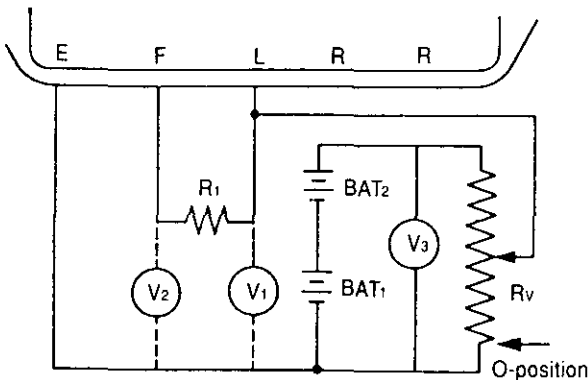 E F L R R
R1 BAT2
V3
V2 V1 BAT1 RV
O-position